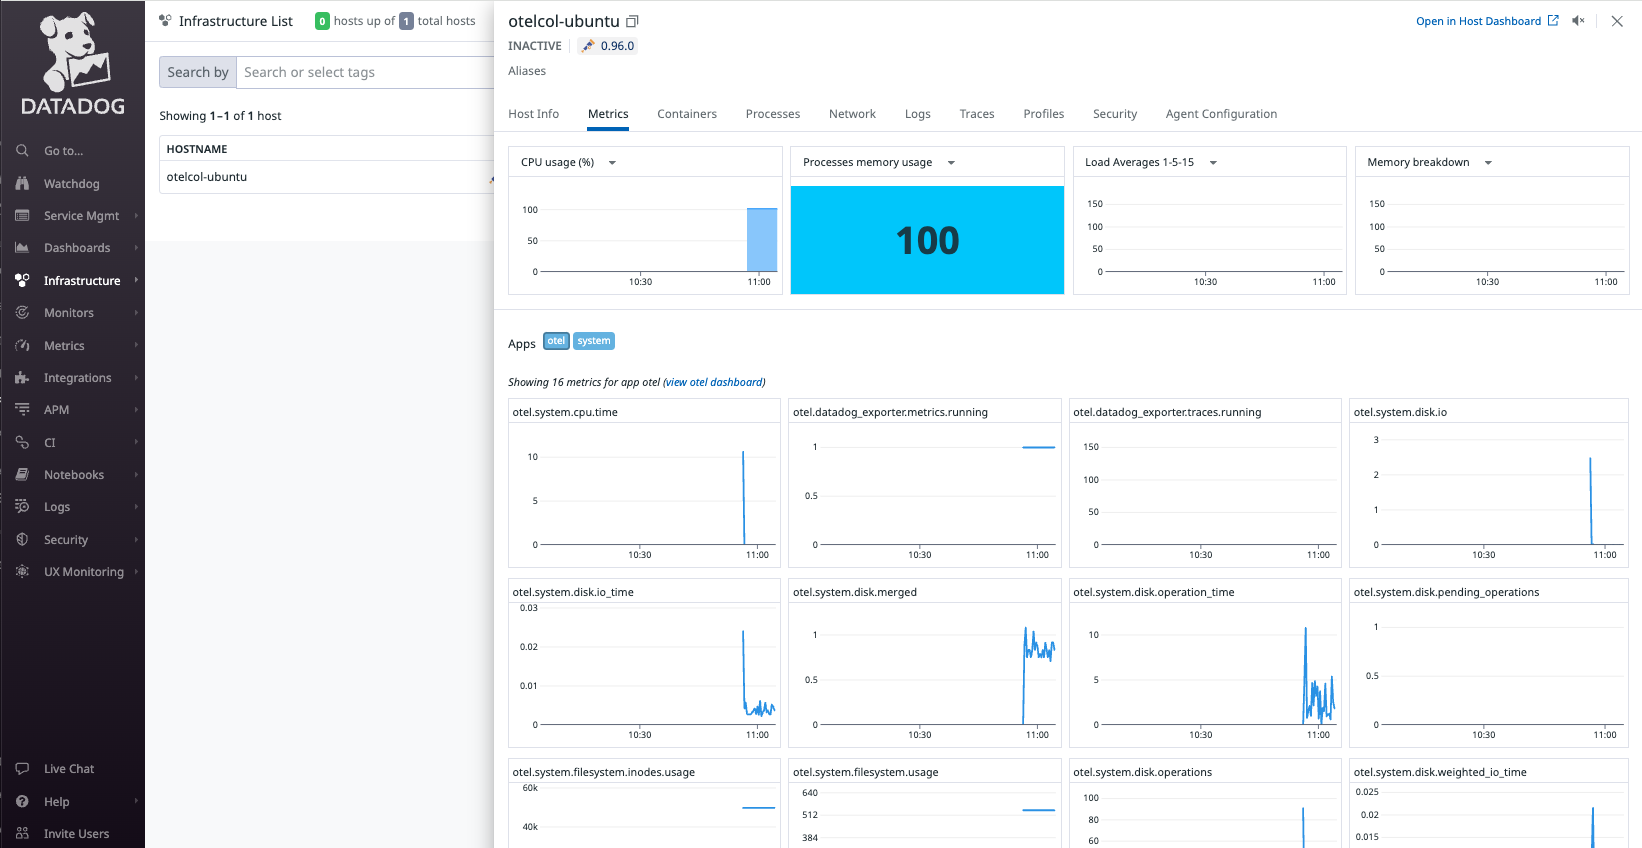 DATADOG
Go to...
Watchdog
Service Mgmt
Dashboards
Infrastructure
Monitors
Metrics
Integrations
APM
CI
Notebooks
Logs
Security
UX Monitoring
Live Chat
Help
Invite Users
Infrastructure List 0 hosts up of 1 total hosts
Search by Search or select tags
Showing 1–1 of 1 host
HOSTNAME
otelcol-ubuntu
otelcol-ubuntu
Open in Host Dashboard
INACTIVE 0.96.0
Aliases
Host Info Metrics Containers Processes Network Logs Traces Profiles Security Agent Configuration
CPU usage (%)
100
50
0
10:30 11:00
Processes memory usage
100
Load Averages 1-5-15
150
100
50
0
10:30 11:00
Memory breakdown
150
100
50
0
10:30 11:00
Apps otel system
Showing 16 metrics for app otel (view otel dashboard)
otel.system.cpu.time
10
5
0
10:30 11:00
otel.datadog_exporter.metrics.running
1
0.5
0
10:30 11:00
otel.datadog_exporter.traces.running
150
100
50
0
10:30 11:00
otel.system.disk.io
3
2
1
0
10:30 11:00
otel.system.disk.io_time
0.03
0.02
0.01
0
10:30 11:00
otel.system.disk.merged
1
0.5
0
10:30 11:00
otel.system.disk.operation_time
10
5
0
10:30 11:00
otel.system.disk.pending_operations
1
0.5
0
10:30 11:00
otel.system.filesystem.inodes.usage
60k
40k
otel.system.filesystem.usage
640
512
384
otel.system.disk.operations
100
80
60
otel.system.disk.weighted_io_time
0.025
0.02
0.015